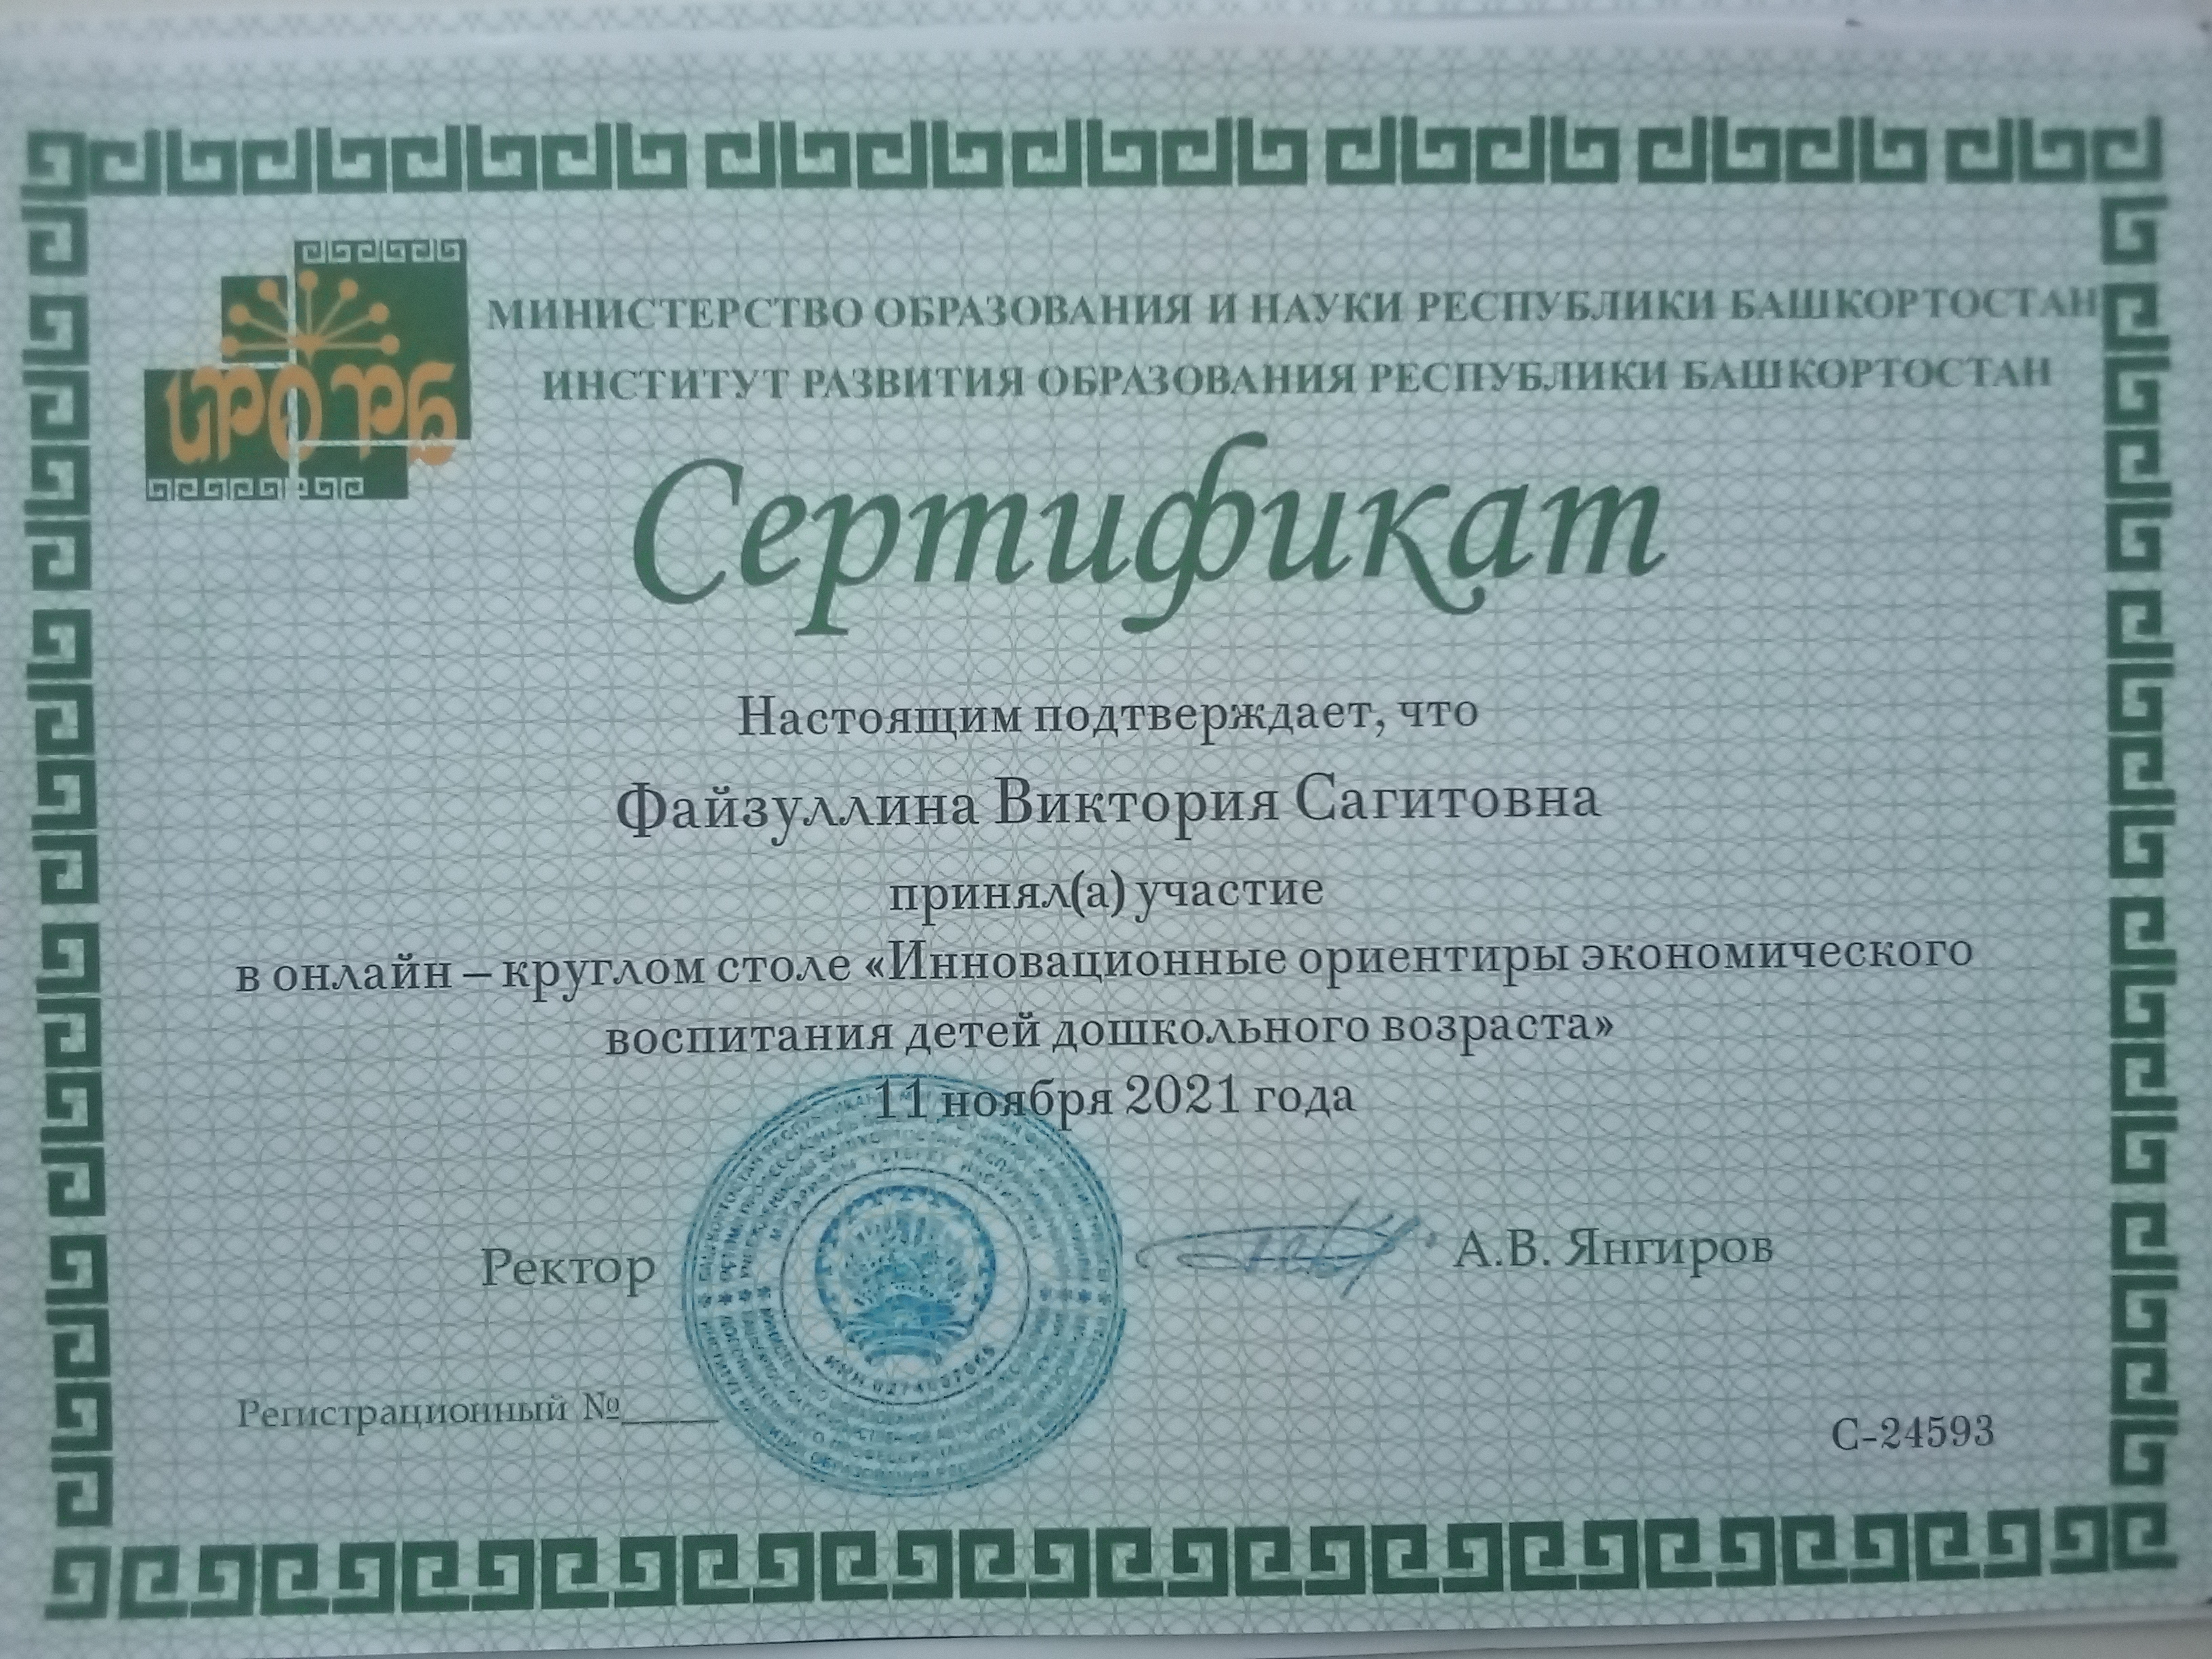 МИНИСТЕРСТВО ОБРАЗОВАНИЯ И НАУКИ РЕСПУБЛИКИ БАШКОРТОСТАН
ИНСТИТУТ РАЗВИТИЯ ОБРАЗОВАНИЯ РЕСПУБЛИКИ БАШКОРТОСТАН
ИРО РБ
Сертификат
Настоящим подтверждает, что
Файзуллина Виктория Сагитовна
принял(а) участие
в онлайн – круглом столе «Инновационные ориентиры экономического
воспитания детей дошкольного возраста»
11 ноября 2021 года
Ректор
А.В. Янгиров
Регистрационный №_____
С-24593